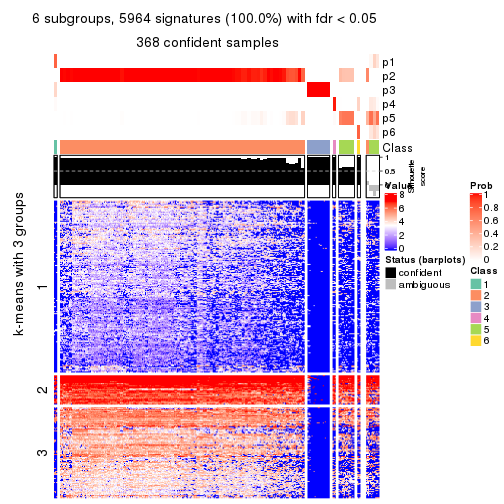 6 subgroups, 5964 signatures (100.0%) with fdr < 0.05
368 confident samples
p1
p2
p3
p4
p5
p6
Class
1
0.5
0
Silhouette
score
k-means with 3 groups
1
2
3
Value
8
6
4
2
0
Status (barplots)
confident
ambiguous
Prob
1
0.8
0.6
0.4
0.2
0
Class
1
2
3
4
5
6